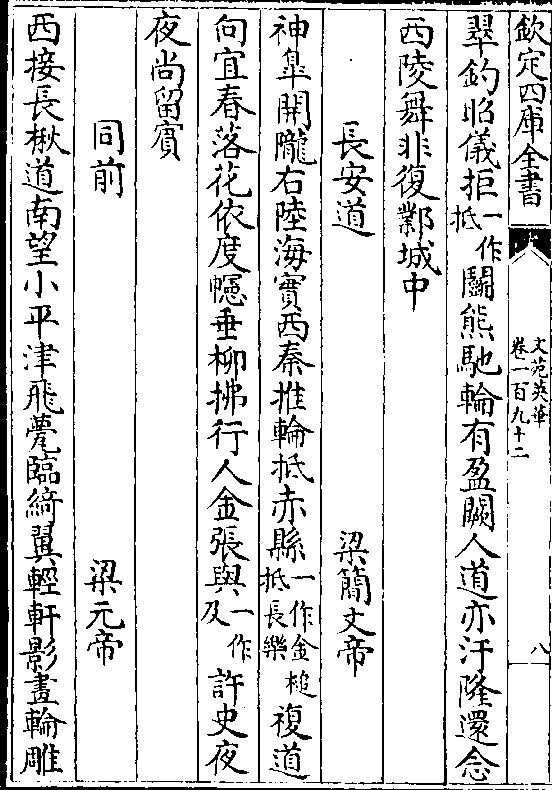 欽定四庫全書
文苑英華
卷一百九十二
八
翠釣昭儀拒一作抵鬭熊馳輪有盈闕人道亦汙隆還念
西陵舞非復鄴城中
長安道 梁簡文帝
神臯開隴右陸海實西秦推輪抵赤縣一作金槌抵長樂複道
向宜春落花依度幰垂柳拂行人金張與一作及許史夜
夜尚留賓
同前 梁元帝
西接長楸道南望小平津飛甍臨綺翼輕軒影畫輪雕